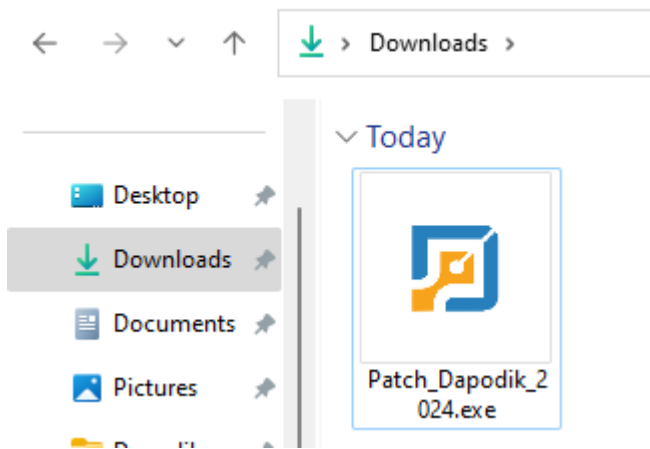 Downloads
Today
Desktop
Downloads
Documents
Pictures
Patch_Dapodik_2
024.exe